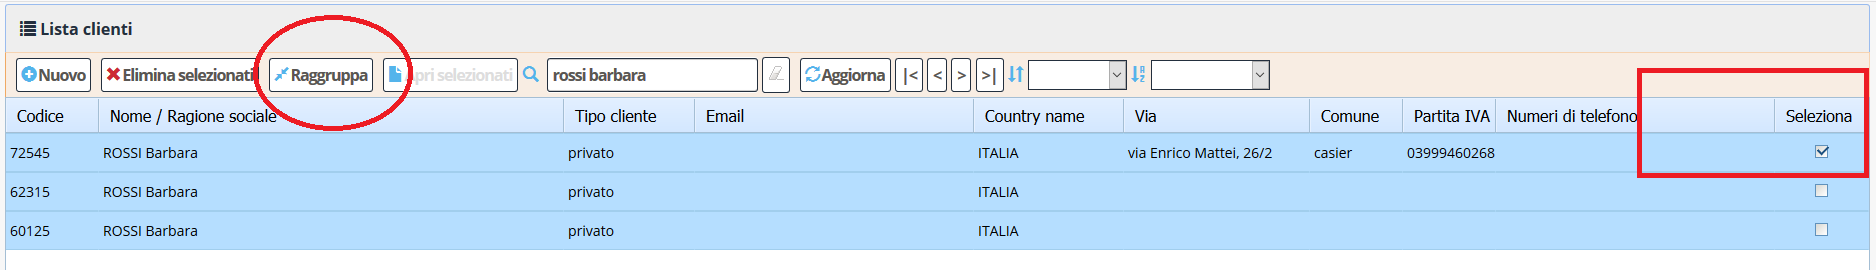 Lista clienti
Nuovo Elimina selezionati Raggruppa pri selezionati rossi barbara Aggiorna |< < > >|
Codice Nome / Ragione sociale Tipo cliente Email Country name Via Comune Partita IVA Numeri di telefono Seleziona
72545 ROSSI Barbara privato ITALIA via Enrico Mattei, 26/2 casier 03999460268
62315 ROSSI Barbara privato ITALIA
60125 ROSSI Barbara privato ITALIA